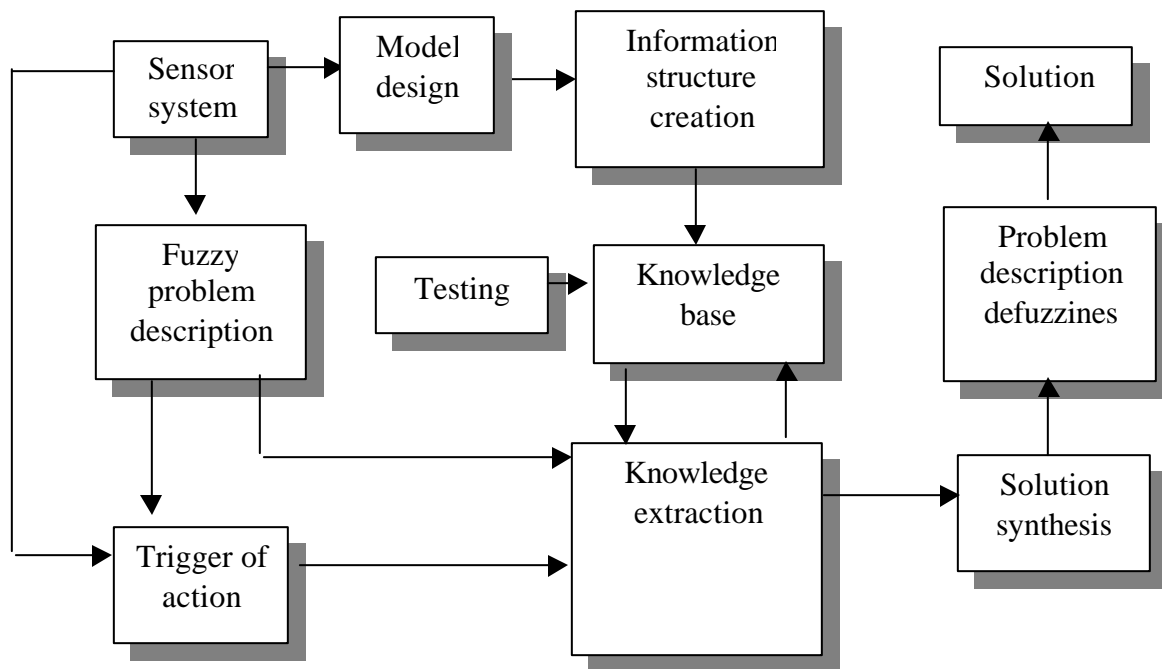 Sensor
system
Model
design
Information
structure
creation
Solution
Fuzzy
problem
description
Testing
Knowledge
base
Problem
description
defuzzines
Trigger of
action
Knowledge
extraction
Solution
synthesis